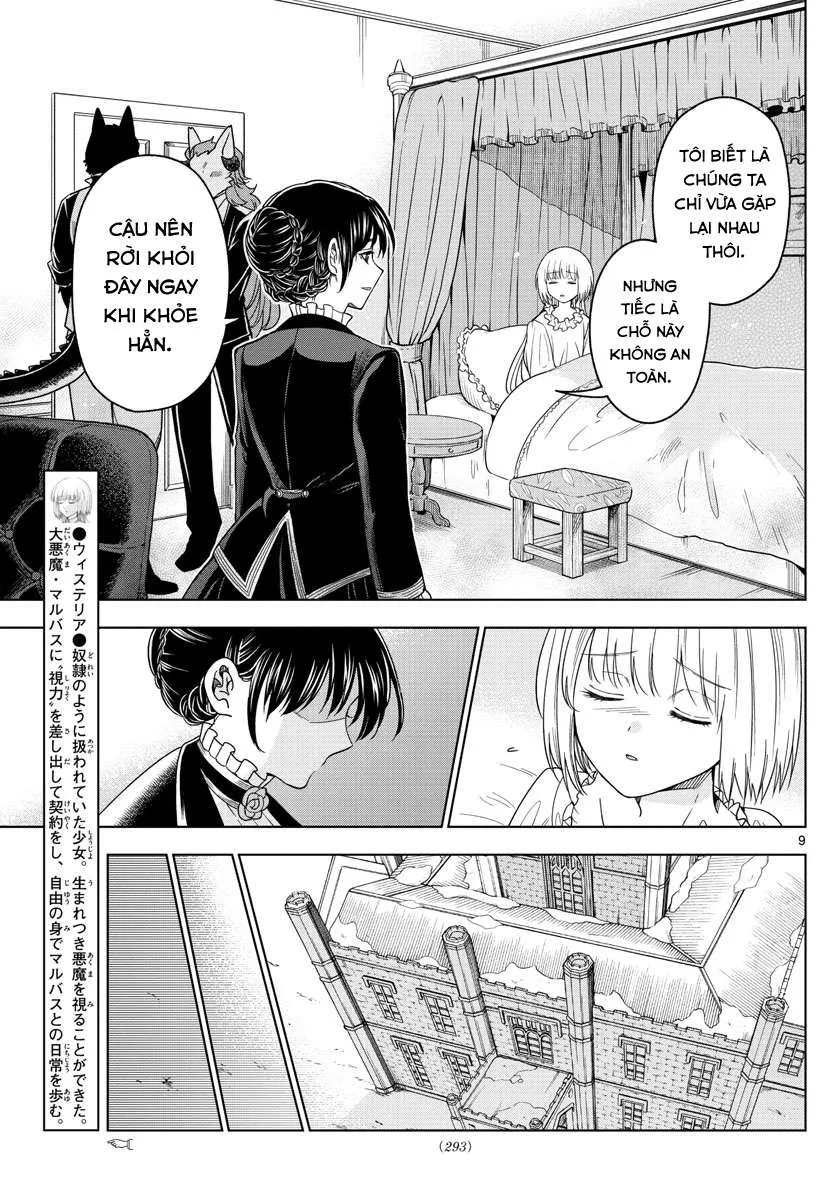 TÔI BIẾT LÀ
CHÚNG TA
CHỈ VỪA GẶP
LẠI NHAU
THÔI.
NHƯNG
TIẾC LÀ
CHỖ NÀY
KHÔNG AN
TOÀN.
CẬU NÊN
RỜI KHỎI
ĐÂY NGAY
KHI KHỎE
HẲN.
●ウィステリア●奴隷のように扱われていた少女。生まれつき悪魔を視ることができた。
大悪魔・マルバスに〝視力〟を差し出して契約をし、自由の身でマルバスとの日常を歩む。
9
(293)